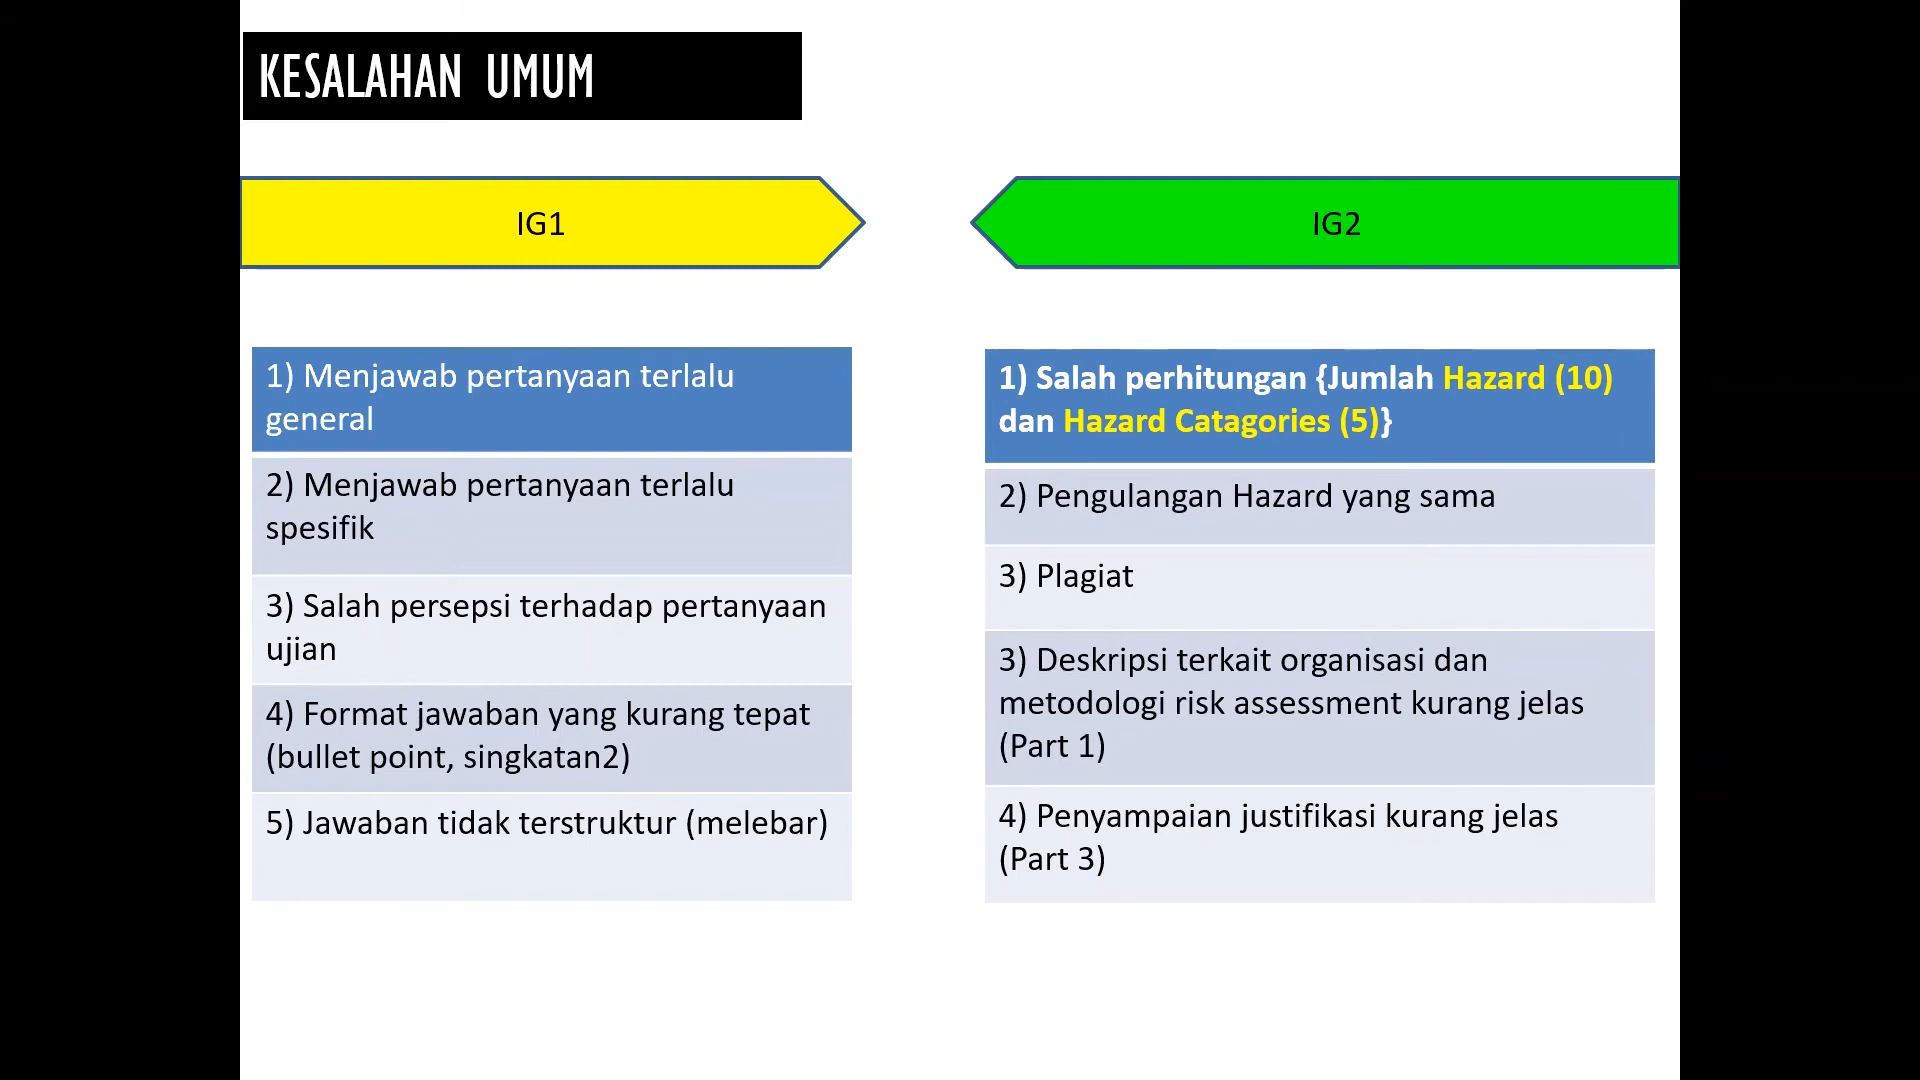 KESALAHAN UMUM
IG1
IG2
1) Menjawab pertanyaan terlalu
general
2) Menjawab pertanyaan terlalu
spesifik
3) Salah persepsi terhadap pertanyaan
ujian
4) Format jawaban yang kurang tepat
(bullet point, singkatan2)
5) Jawaban tidak terstruktur (melebar)
1) Salah perhitungan {Jumlah Hazard (10)
dan Hazard Catagories (5)}
2) Pengulangan Hazard yang sama
3) Plagiat
3) Deskripsi terkait organisasi dan
metodologi risk assessment kurang jelas
(Part 1)
4) Penyampaian justifikasi kurang jelas
(Part 3)